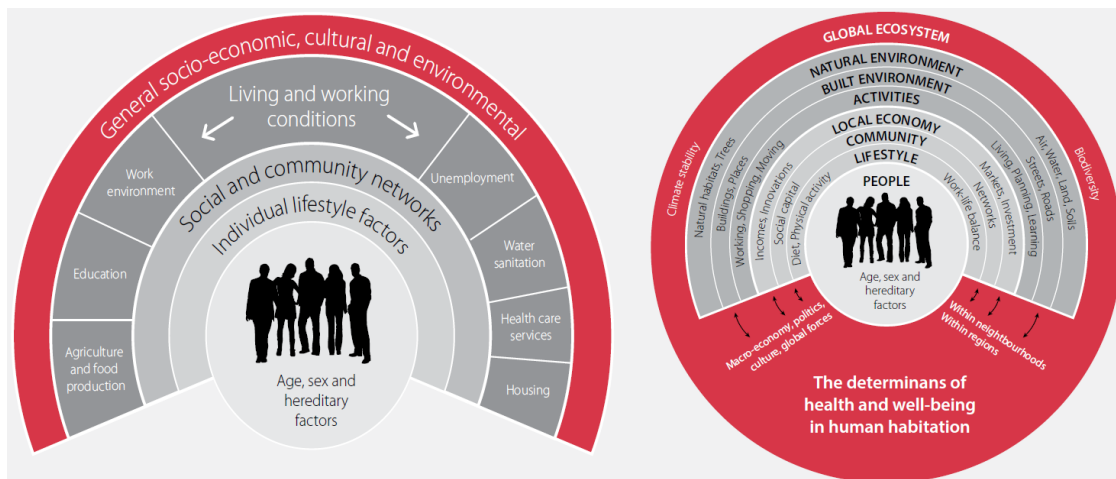 General socio-economic, cultural and environmental
Living and working
conditions
Work
environment
Education
Agriculture
and food
production
Unemployment
Water
sanitation
Health care
services
Housing
Social and community networks
Individual lifestyle factors
Age, sex and
hereditary
factors
GLOBAL ECOSYSTEM
NATURAL ENVIRONMENT
BUILT ENVIRONMENT
ACTIVITIES
LOCAL ECONOMY
COMMUNITY
LIFESTYLE
PEOPLE
Climate stability
Natural habitats, Trees
Buildings, Places
Working, Shopping, Moving
Incomes, Innovations
Social capital
Diet, Physical activity
Work-life balance
Networks
Markets, Investment
Living, Planning, Learning
Streets, Roads
Air, Water, Land, Soils
Biodiversity
Age, sex and
hereditary
factors
Macro-economy, politics,
culture, global forces
Within neighbourhoods
Within regions
The determinans of
health and well-being
in human habitation